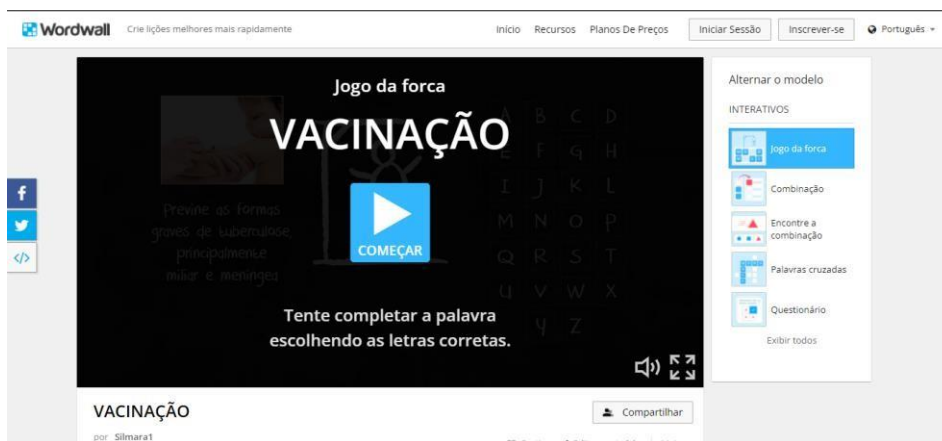 Wordwall Crie lições melhores mais rapidamente Início Recursos Planos De Preços Iniciar Sessão Inscrever-se Português
Jogo da forca
VACINAÇÃO
COMEÇAR
Previne as formas
graves de tuberculose,
principalmente
miliar e meníngea
A B C D
E F G H
I J K L
M N O P
Q R S T
U V W X
Y Z
Tente completar a palavra
escolhendo as letras corretas.
Alternar o modelo
INTERATIVOS
Jogo da forca
Combinação
Encontre a
combinação
Palavras cruzadas
Questionário
Exibir todos
f
</>
VACINAÇÃO
Compartilhar
por Silmara1